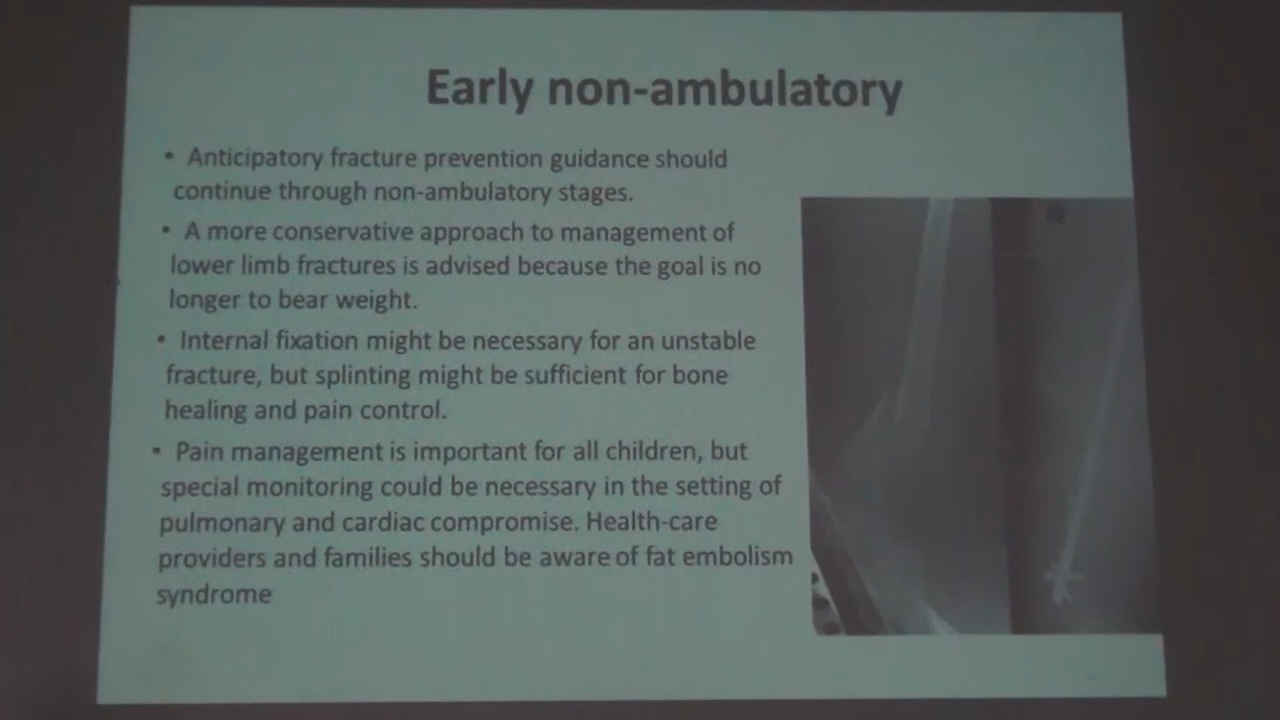 Early non-ambulatory
• Anticipatory fracture prevention guidance should
continue through non-ambulatory stages.
• A more conservative approach to management of
lower limb fractures is advised because the goal is no
longer to bear weight.
• Internal fixation might be necessary for an unstable
fracture, but splinting might be sufficient for bone
healing and pain control.
• Pain management is important for all children, but
special monitoring could be necessary in the setting of
pulmonary and cardiac compromise. Health-care
providers and families should be aware of fat embolism
syndrome